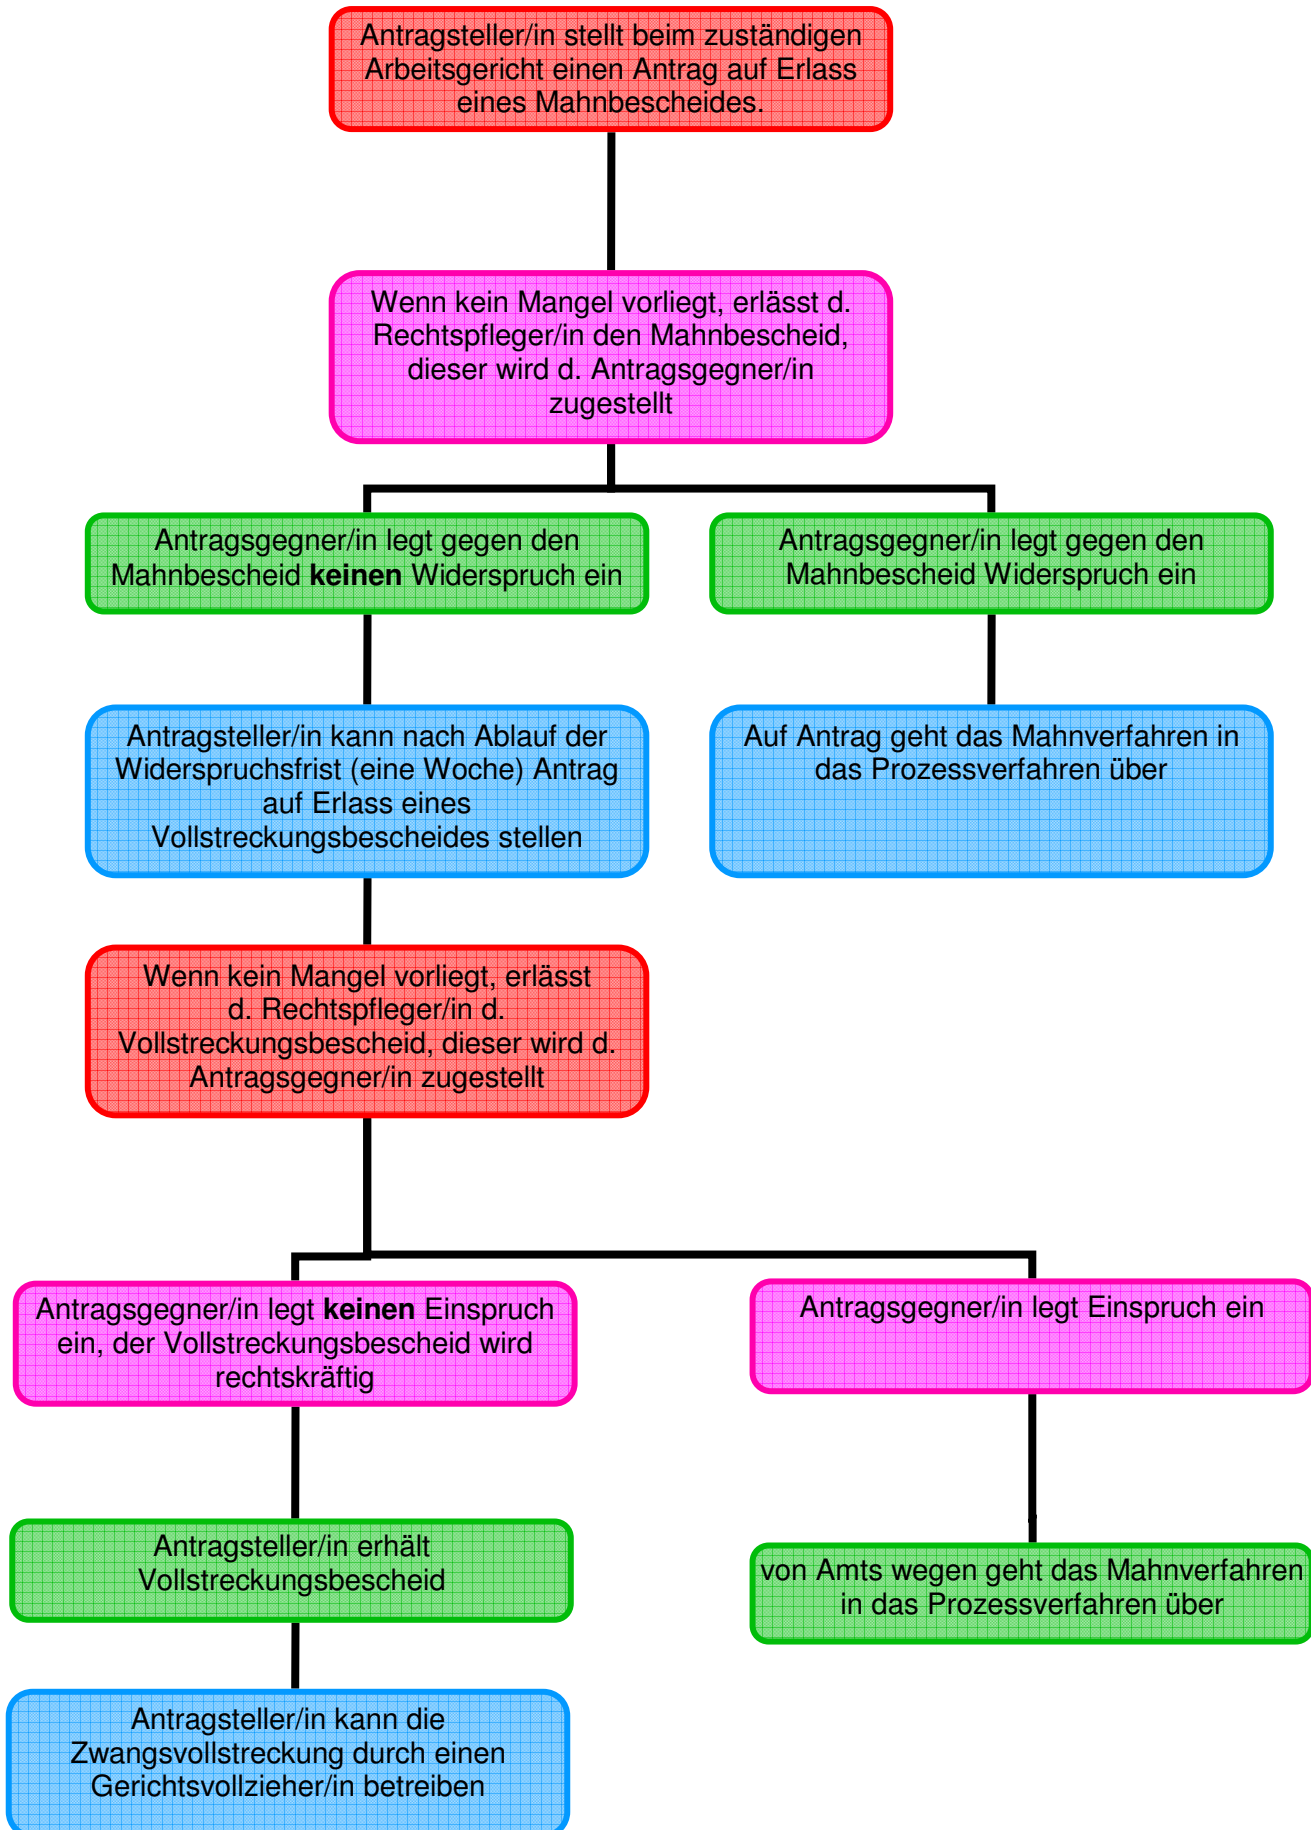 Antragsteller/in stellt beim zuständigen
Arbeitsgericht einen Antrag auf Erlass
eines Mahnbescheides.
Wenn kein Mangel vorliegt, erlässt d.
Rechtspfleger/in den Mahnbescheid,
dieser wird d. Antragsgegner/in
zugestellt
Antragsgegner/in legt gegen den
Mahnbescheid keinen Widerspruch ein
Antragsgegner/in legt gegen den
Mahnbescheid Widerspruch ein
Antragsteller/in kann nach Ablauf der
Widerspruchsfrist (eine Woche) Antrag
auf Erlass eines
Vollstreckungsbescheides stellen
Auf Antrag geht das Mahnverfahren in
das Prozessverfahren über
Wenn kein Mangel vorliegt, erlässt
d. Rechtspfleger/in d.
Vollstreckungsbescheid, dieser wird d.
Antragsgegner/in zugestellt
Antragsgegner/in legt keinen Einspruch
ein, der Vollstreckungsbescheid wird
rechtskräftig
Antragsgegner/in legt Einspruch ein
Antragsteller/in erhält
Vollstreckungsbescheid
von Amts wegen geht das Mahnverfahren
in das Prozessverfahren über
Antragsteller/in kann die
Zwangsvollstreckung durch einen
Gerichtsvollzieher/in betreiben